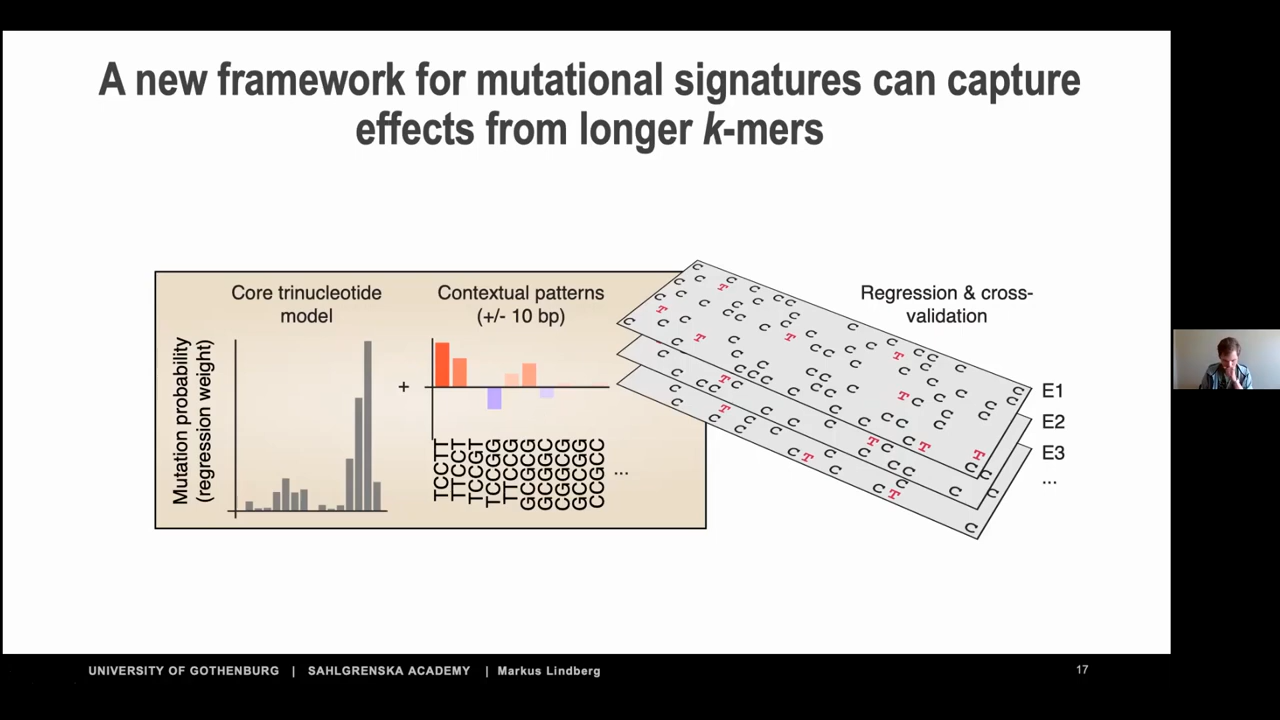 A new framework for mutational signatures can capture
effects from longer k-mers
Core trinucleotide
model
Contextual patterns
(+/- 10 bp)
Regression & cross-
validation
Mutation probability
(regression weight)
+
TCCTT
TTCCT
TCCGT
TCCGG
TTCCG
GCGCG
GCGGC
CGCGC
GCGGC
CCGCC
...
E1
E2
E3
...
UNIVERSITY OF GOTHENBURG | SAHLGRENSKA ACADEMY | Markus Lindberg
17